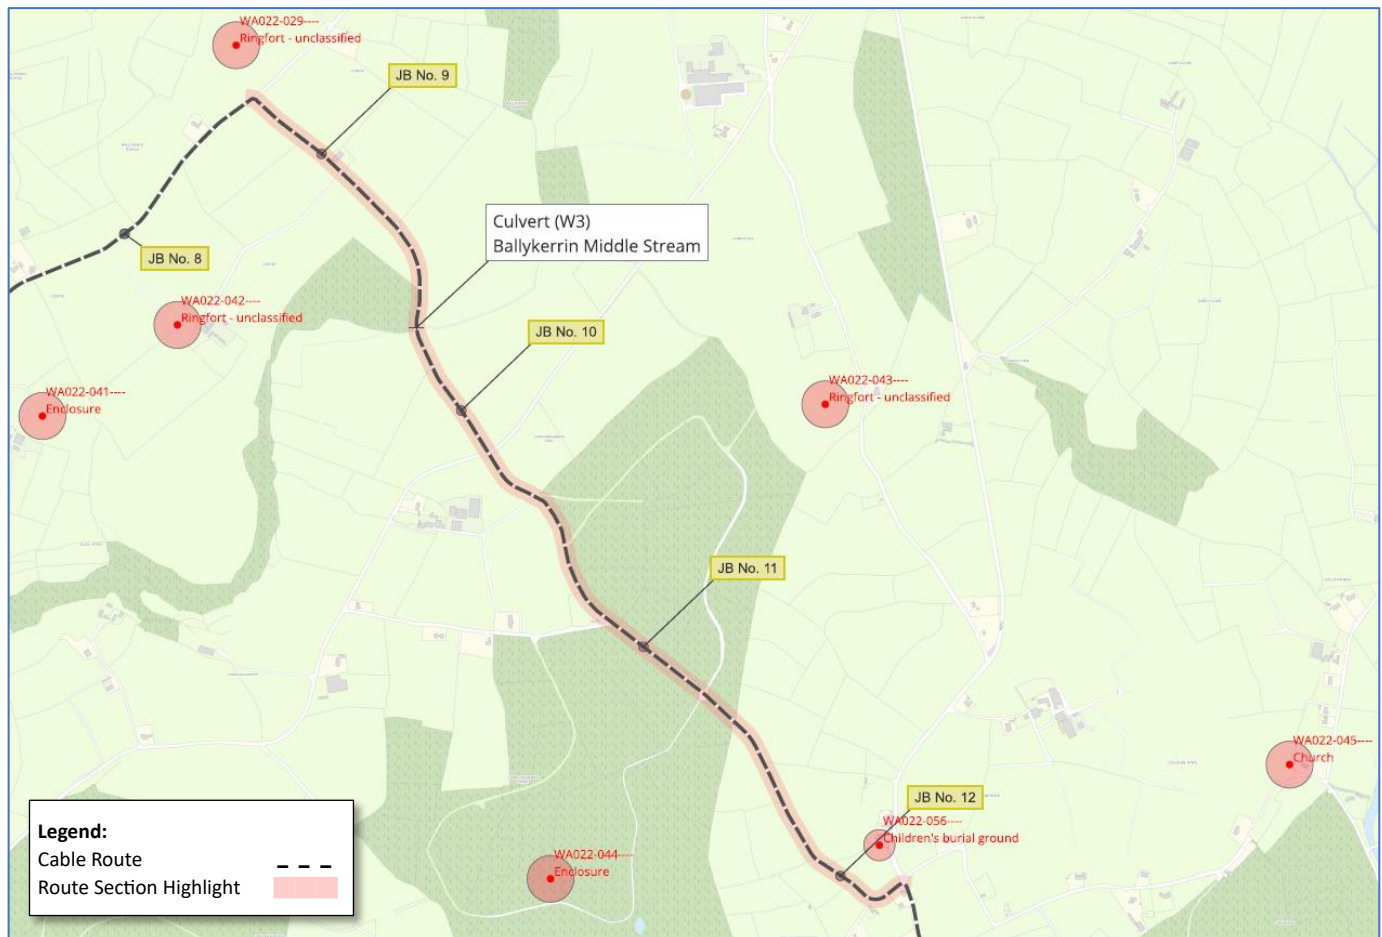 WA022-029----
Ringfort - unclassified
JB No. 9
Culvert (W3)
Ballykerrin Middle Stream
JB No. 8
WA022-042----
Ringfort - unclassified
JB No. 10
WA022-041----
Enclosure
WA022-043----
Ringfort - unclassified
JB No. 11
WA022-045----
Church
JB No. 12
WA022-056----
Children's burial ground
WA022-044----
Enclosure
Legend:
Cable Route
Route Section Highlight